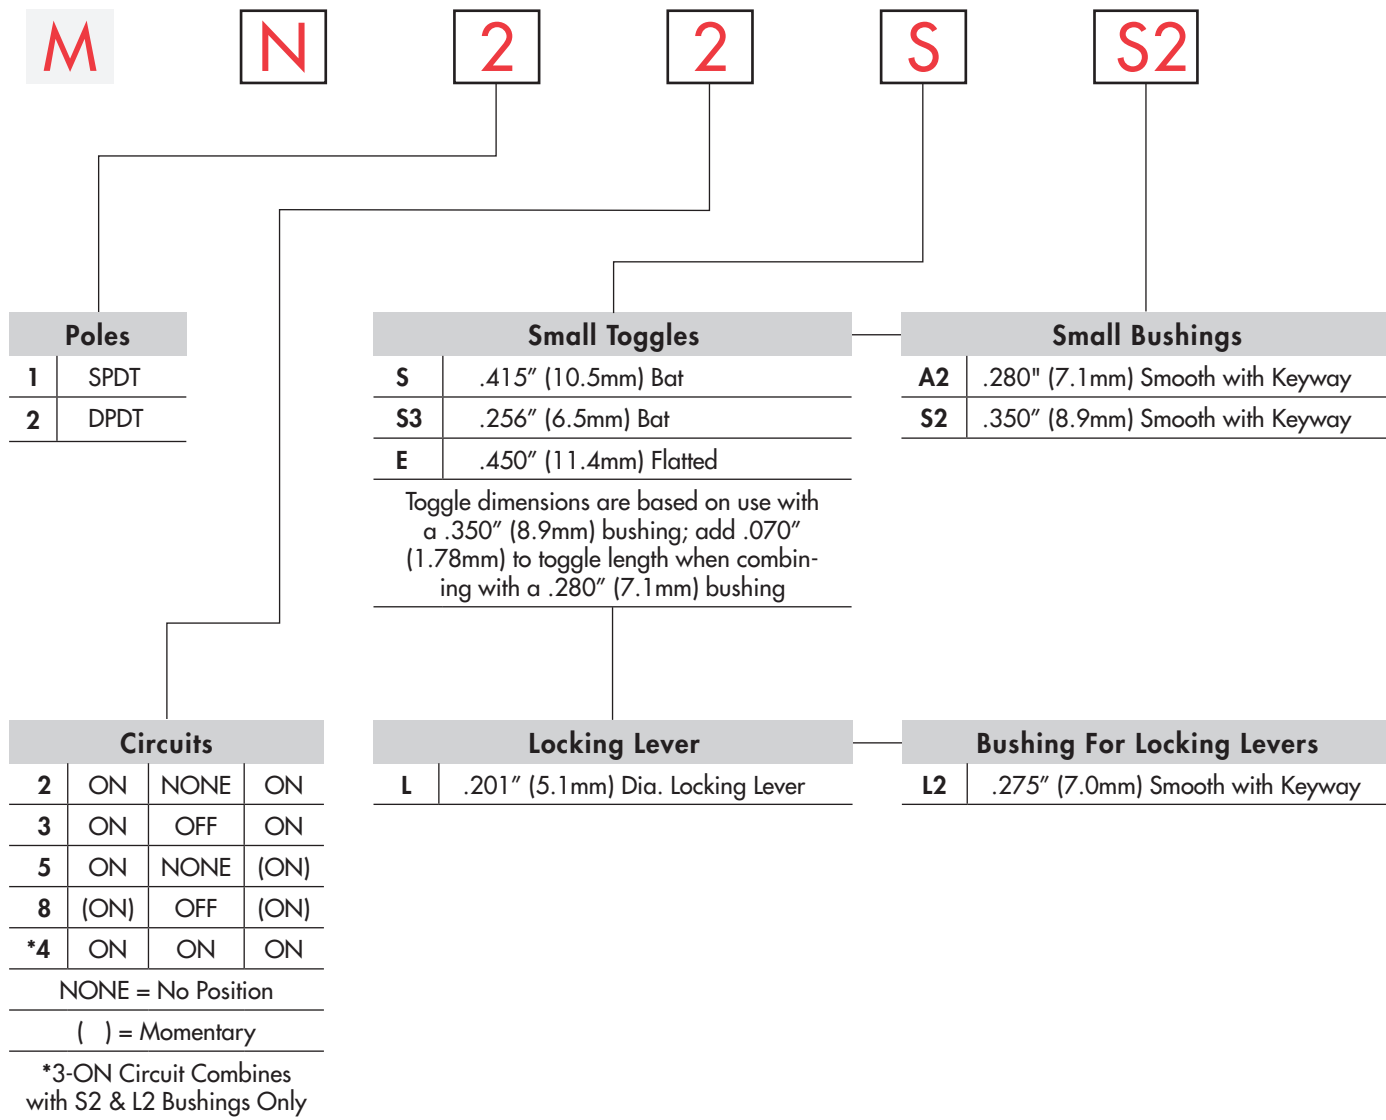 M N 2 2 S S2
Poles
1 SPDT
2 DPDT
Small Toggles
S .415″ (10.5mm) Bat
S3 .256″ (6.5mm) Bat
E .450″ (11.4mm) Flatted
Toggle dimensions are based on use with
a .350″ (8.9mm) bushing; add .070″
(1.78mm) to toggle length when combin-
ing with a .280″ (7.1mm) bushing
Small Bushings
A2 .280" (7.1mm) Smooth with Keyway
S2 .350″ (8.9mm) Smooth with Keyway
Circuits
2 ON NONE ON
3 ON OFF ON
5 ON NONE (ON)
8 (ON) OFF (ON)
*4 ON ON ON
NONE = No Position
( ) = Momentary
*3-ON Circuit Combines
with S2 & L2 Bushings Only
Locking Lever
L .201″ (5.1mm) Dia. Locking Lever
Bushing For Locking Levers
L2 .275″ (7.0mm) Smooth with Keyway